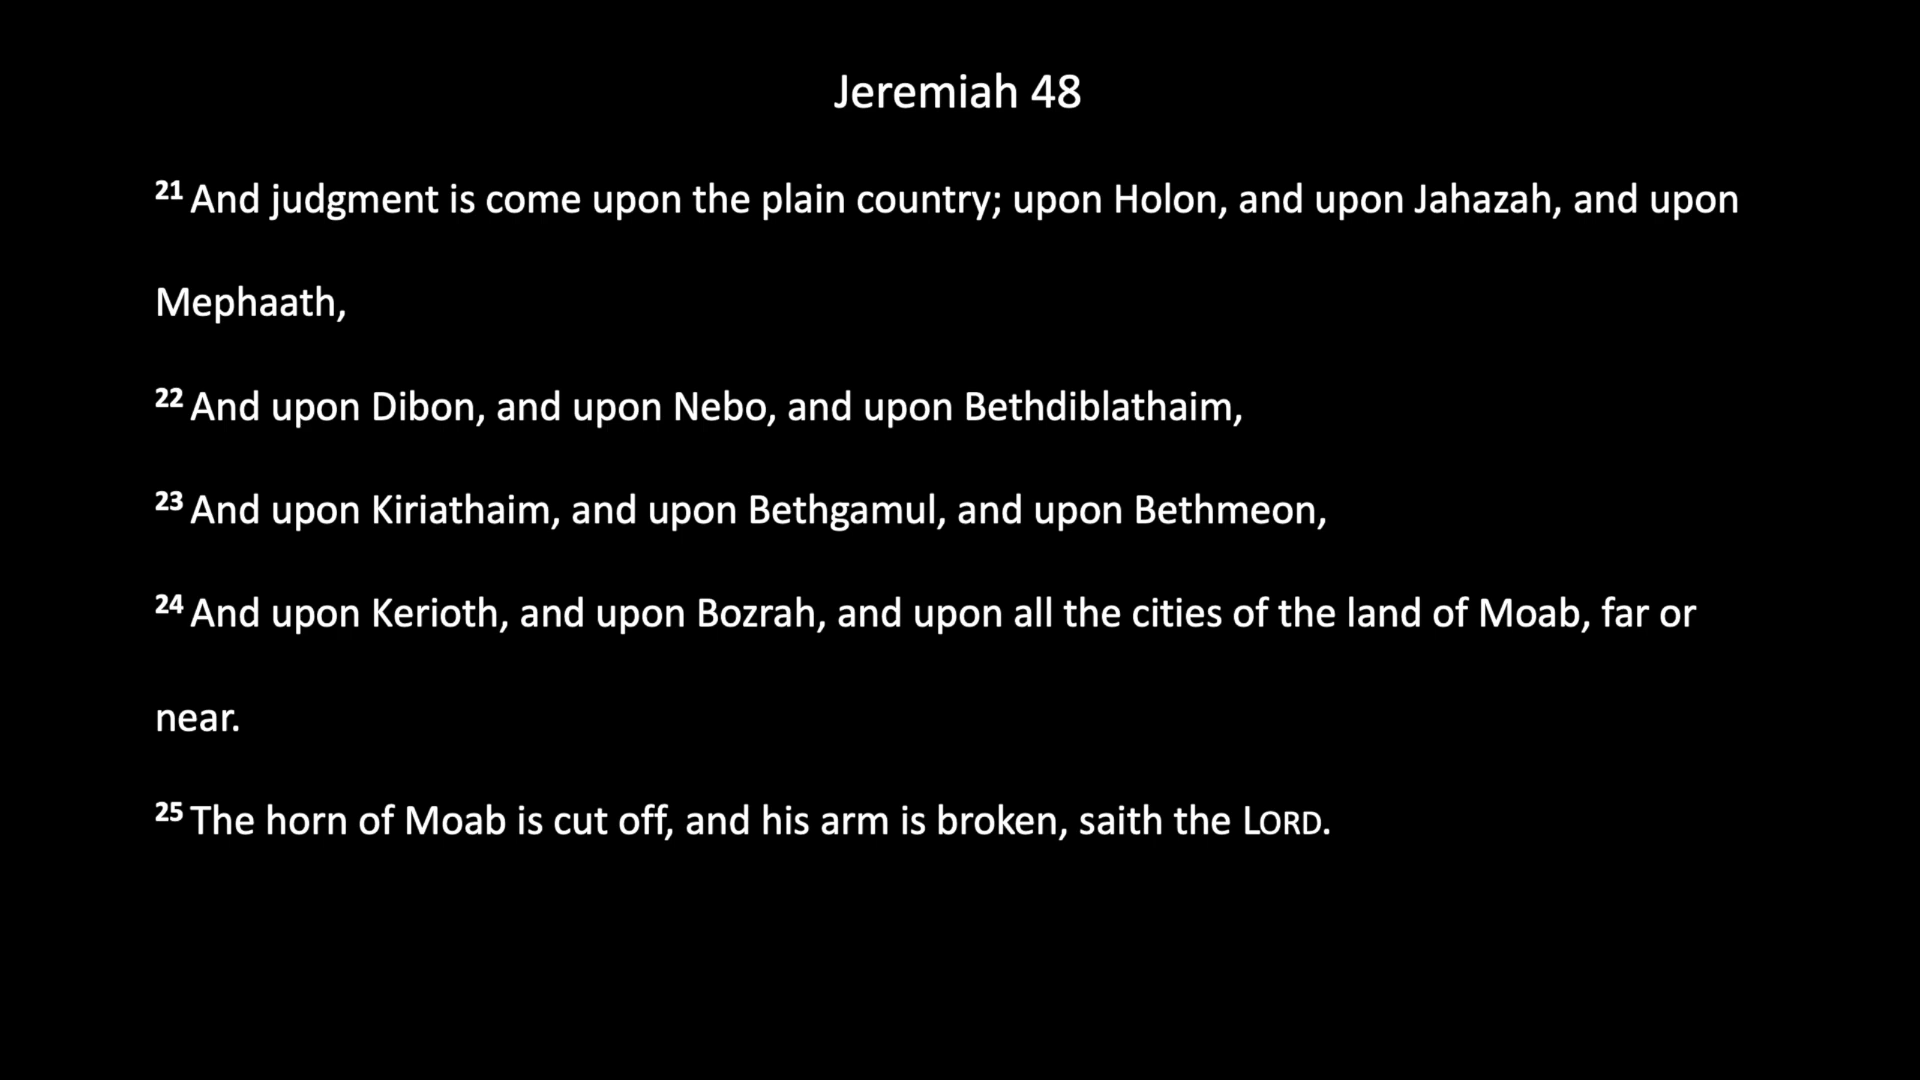 Jeremiah 48
21 And judgment is come upon the plain country; upon Holon, and upon Jahazah, and upon
Mephaath,
22 And upon Dibon, and upon Nebo, and upon Bethdiblathaim,
23 And upon Kiriathaim, and upon Bethgamul, and upon Bethmeon,
24 And upon Kerioth, and upon Bozrah, and upon all the cities of the land of Moab, far or
near.
25 The horn of Moab is cut off, and his arm is broken, saith the LORD.